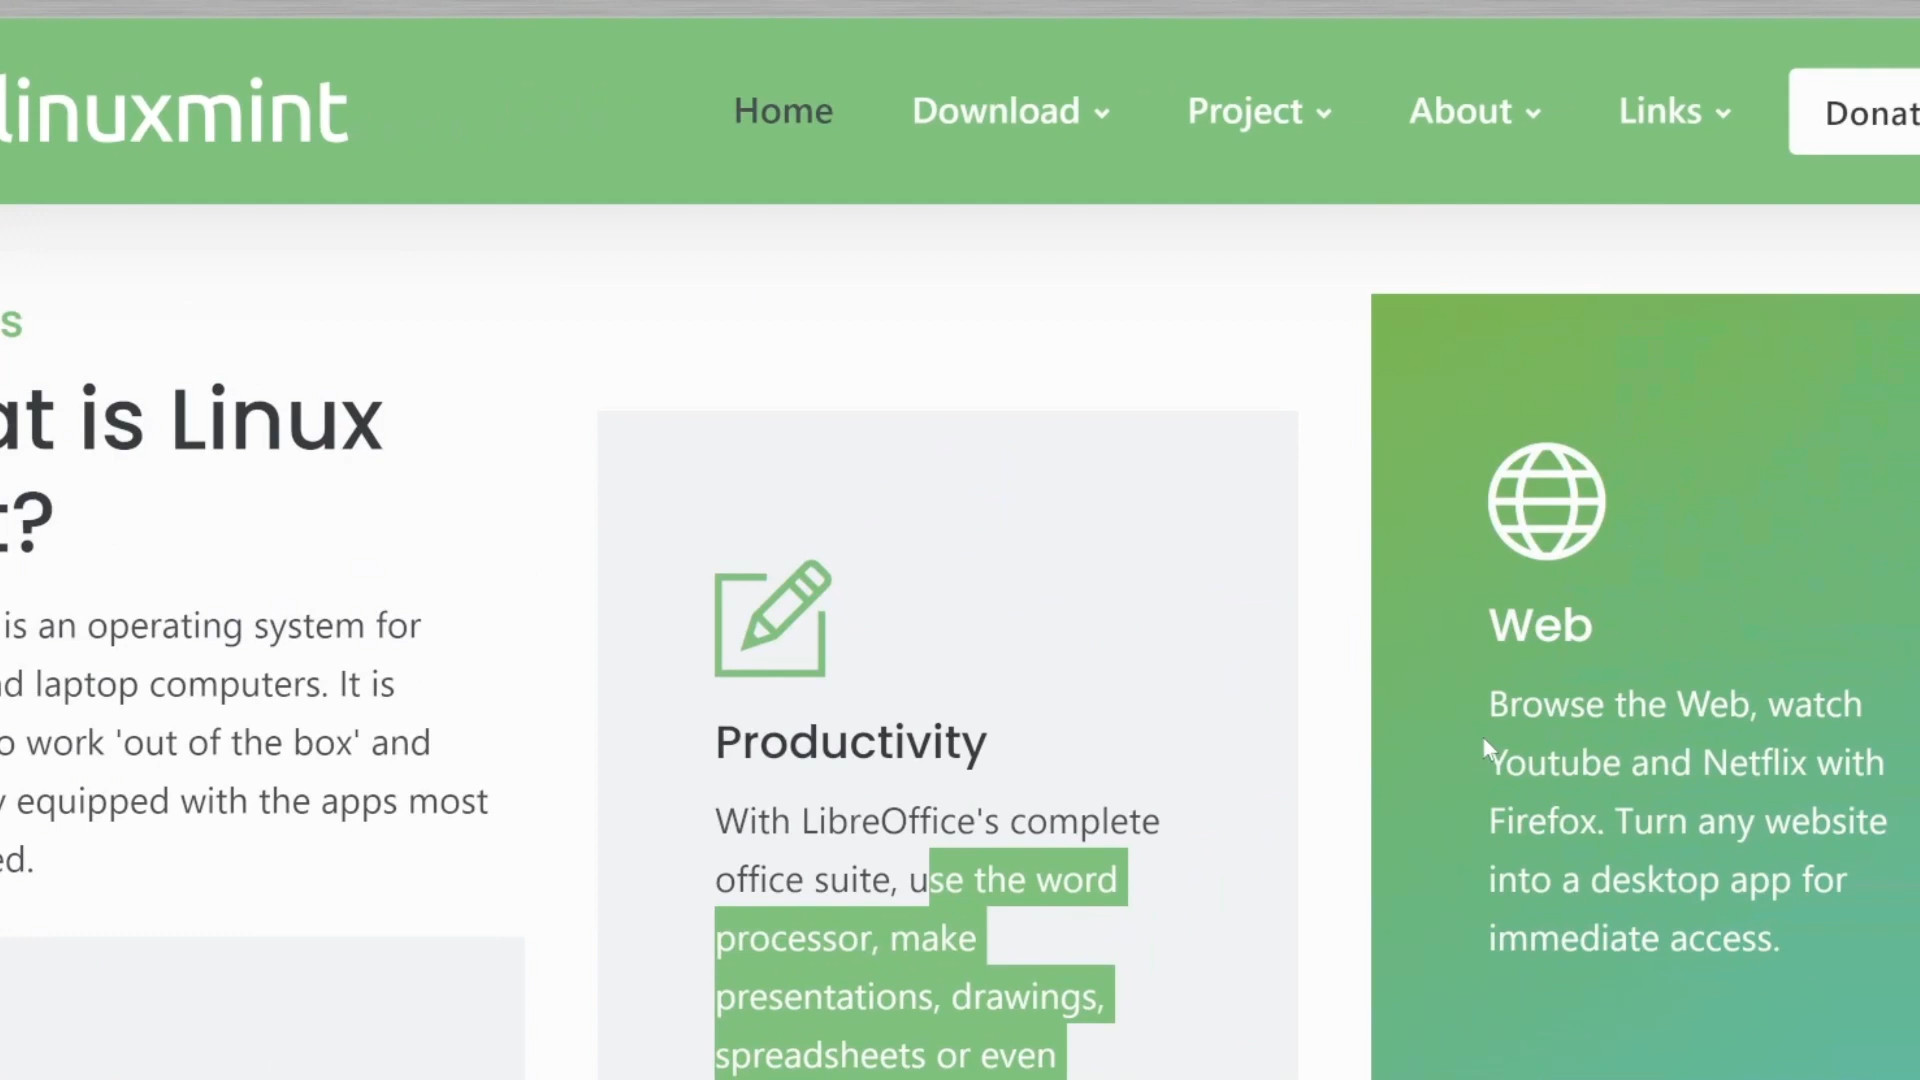 linuxmint
Home Download Project About Links Donat
s
at is Linux
t?
is an operating system for
d laptop computers. It is
o work 'out of the box' and
y equipped with the apps most
ed.
Productivity
With LibreOffice's complete
office suite, use the word
processor, make
presentations, drawings,
spreadsheets or even
Web
Browse the Web, watch
Youtube and Netflix with
Firefox. Turn any website
into a desktop app for
immediate access.